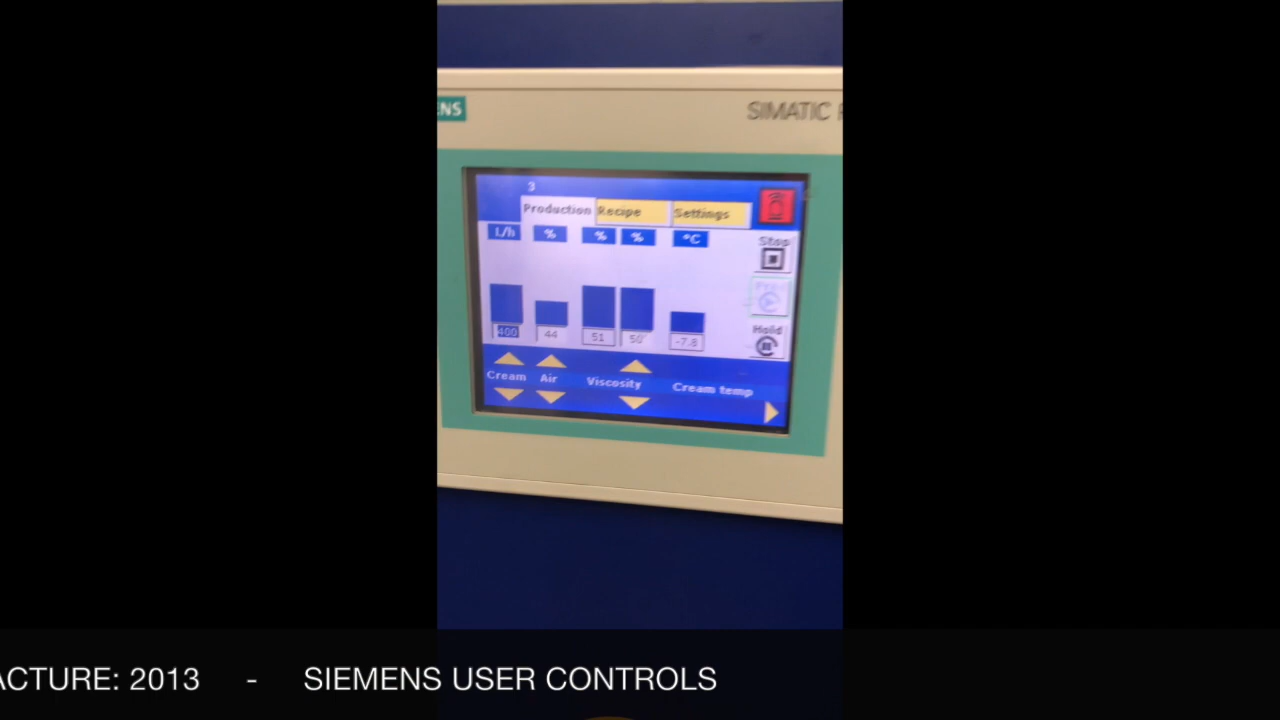 ENS
SIMATIC
3
Production Recipe Settings
l/h % % % °C
Stop
400 44 51 50 -7.8
Hold
Cream Air Viscosity Cream temp
ACTURE: 2013 - SIEMENS USER CONTROLS